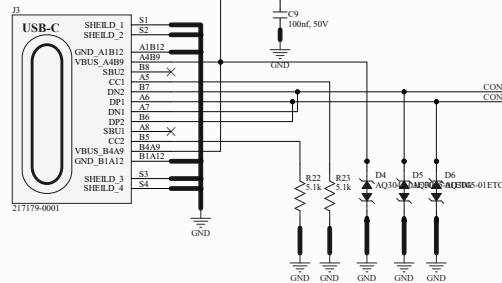 J3
USB-C
SHEILD_1 S1
SHEILD_2 S2
GND_A1B12 A1B12
VBUS_A4B9 A4B9
SBU2 B8
CC1 A5
DN2 B7
DP1 A6
DN1 A7
DP2 B6
SBU1 A8
CC2 B5
VBUS_B4A9 B4A9
GND_B1A12 B1A12
SHEILD_3 S3
SHEILD_4 S4
217179-0001
C9
100nf, 50V
GND
CON
CON
R22
5.1k
R23
5.1k
D4
D5
D6
GND
GND
GND
GND
GND
GND